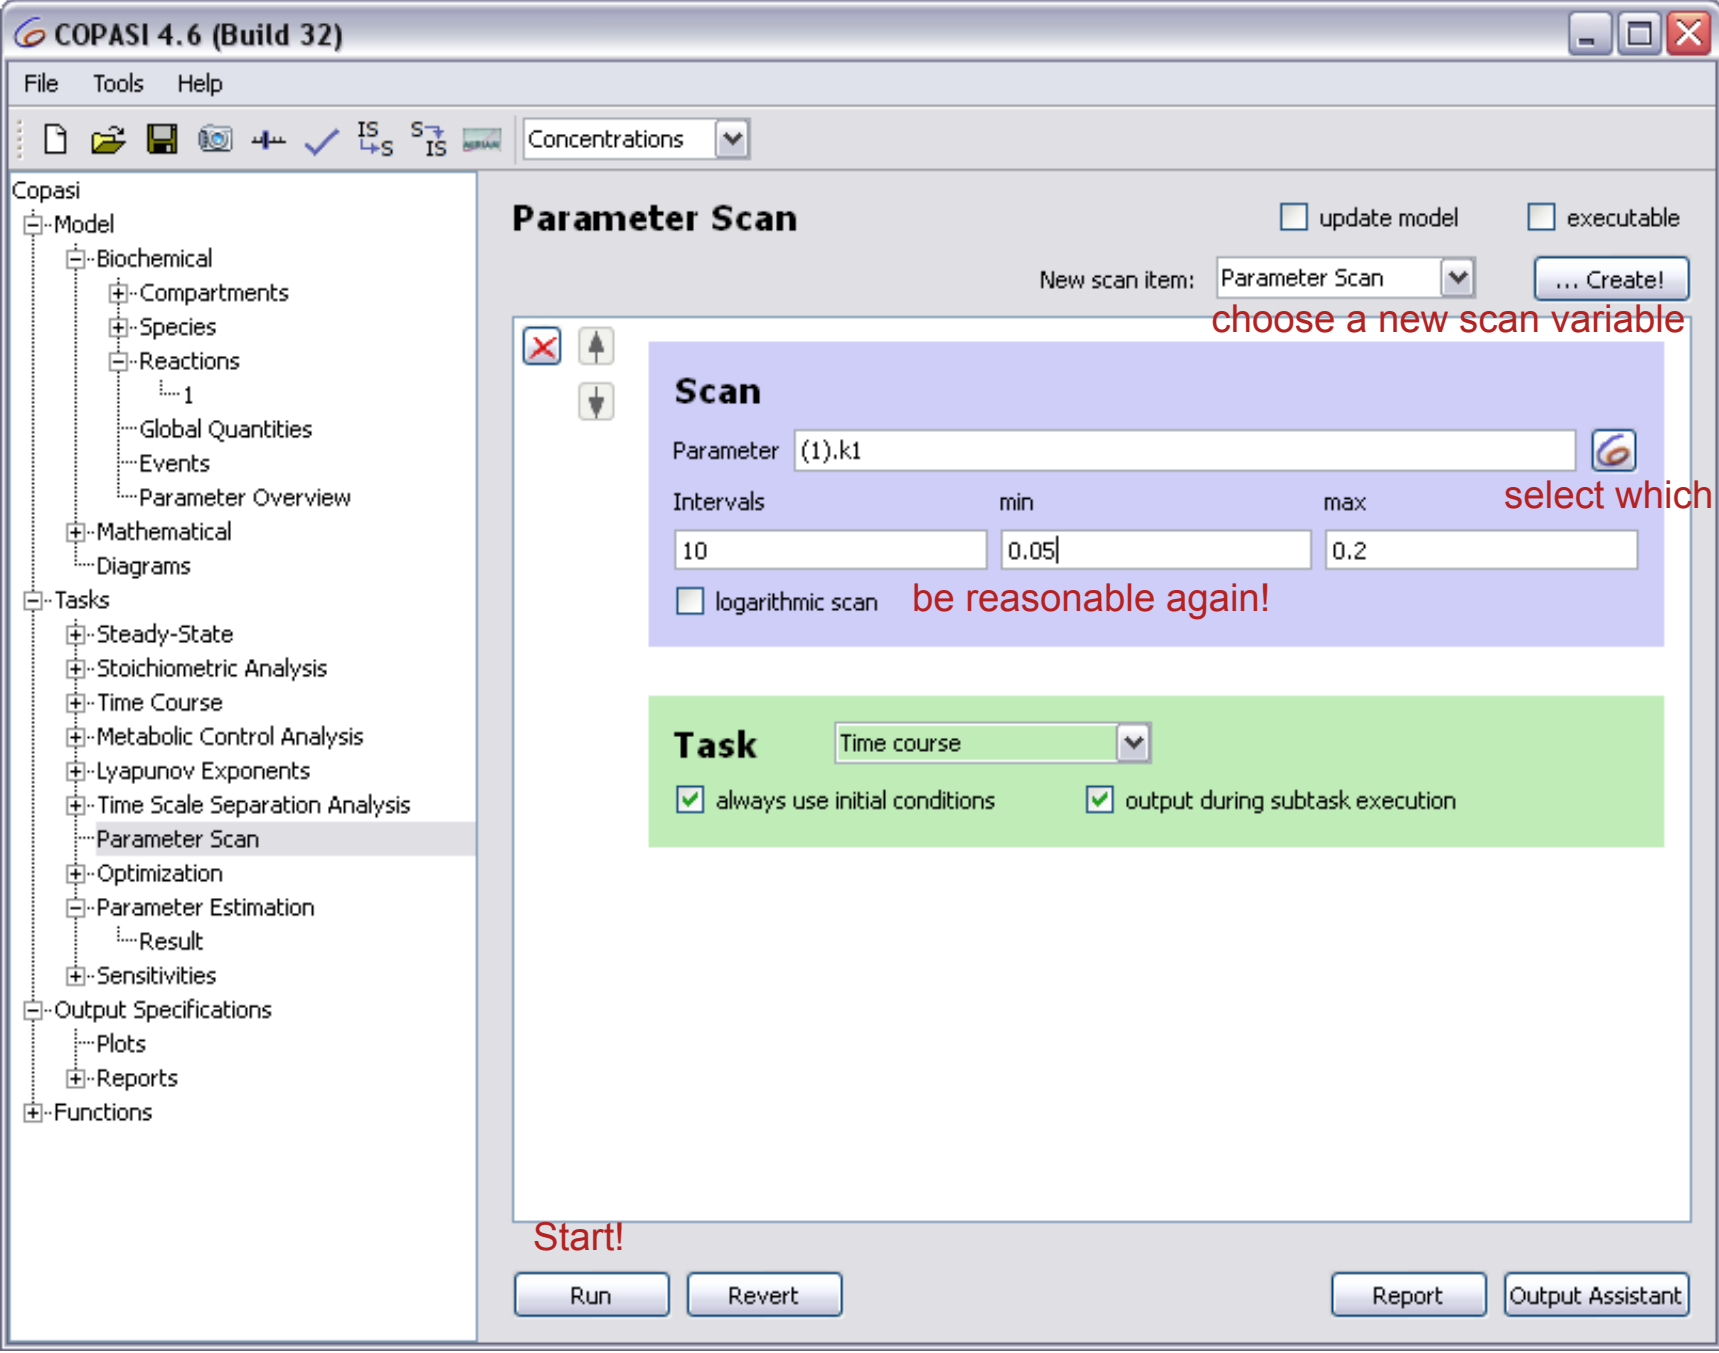 COPASI 4.6 (Build 32)
File Tools Help
IS S S IS Concentrations
Copasi
Model
Biochemical
Compartments
Species
Reactions
1
Global Quantities
Events
Parameter Overview
Mathematical
Diagrams
Tasks
Steady-State
Stoichiometric Analysis
Time Course
Metabolic Control Analysis
Lyapunov Exponents
Time Scale Separation Analysis
Parameter Scan
Optimization
Parameter Estimation
Result
Sensitivities
Output Specifications
Plots
Reports
Functions
Parameter Scan update model executable
New scan item: Parameter Scan ... Create!
choose a new scan variable
Scan
Parameter (1).k1
select which
Intervals min max
10 0.05 0.2
logarithmic scan be reasonable again!
Task Time course
always use initial conditions output during subtask execution
Start!
Run Revert Report Output Assistant